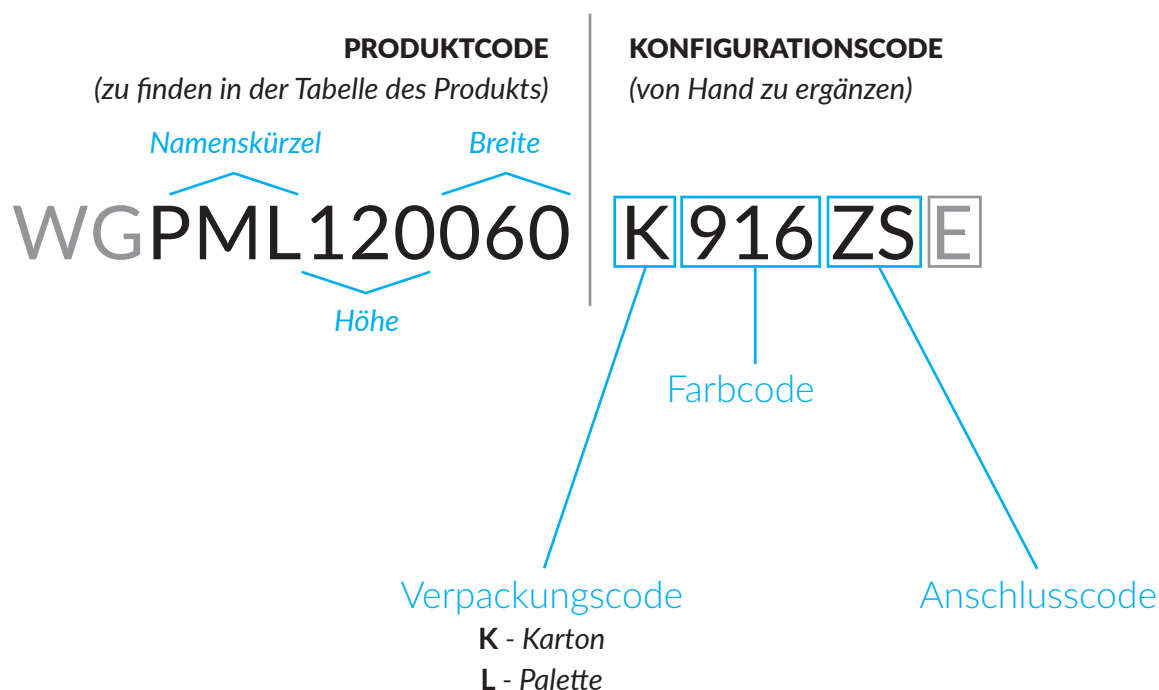 PRODUKTCODE
(zu finden in der Tabelle des Produkts)
KONFIGURATIONSCODE
(von Hand zu ergänzen)
Namenskürzel
Breite
WGPML120060 K 916 ZS E
Höhe
Farbcode
Verpackungscode
K - Karton
L - Palette
Anschlusscode